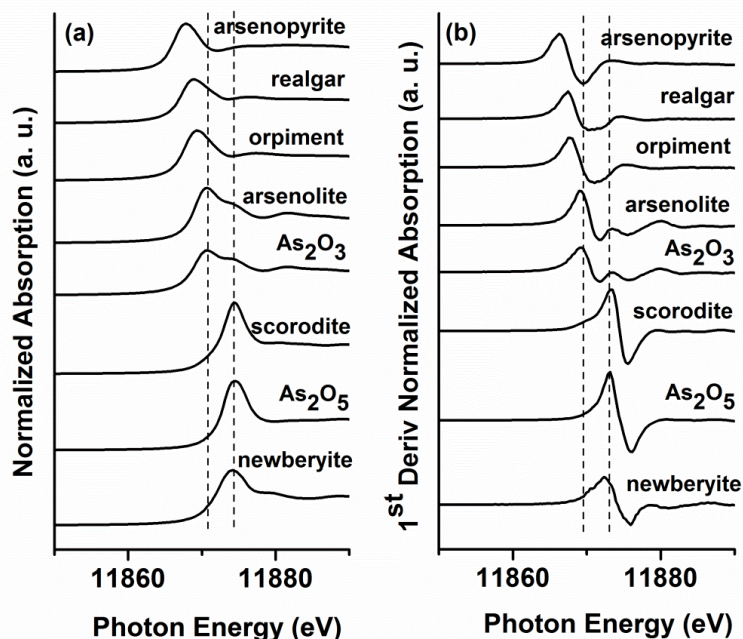 (a)
arsenopyrite
realgar
orpiment
arsenolite
As2O3
scorodite
As2O5
newberyite
Normalized Absorption (a. u.)
11860
11880
Photon Energy (eV)
(b)
arsenopyrite
realgar
orpiment
arsenolite
As2O3
scorodite
As2O5
newberyite
1st Deriv Normalized Absorption (a. u.)
11860
11880
Photon Energy (eV)